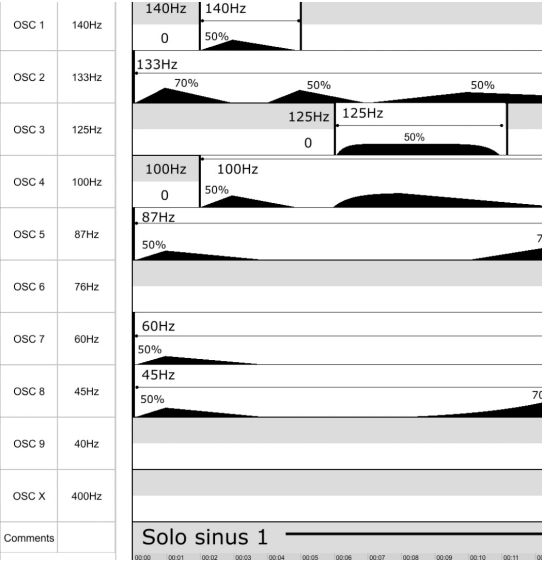 140Hz 140Hz
OSC 1 140Hz
0 50%
133Hz
OSC 2 133Hz 70% 50% 50%
125Hz 125Hz
OSC 3 125Hz
0 50%
100Hz 100Hz
OSC 4 100Hz
0 50%
87Hz
OSC 5 87Hz
50% 7
OSC 6 76Hz
60Hz
OSC 7 60Hz
50%
45Hz
OSC 8 45Hz
50% 70
OSC 9 40Hz
OSC X 400Hz
Comments Solo sinus 1
00:00 00:01 00:02 00:03 00:04 00:05 00:06 00:07 00:08 00:09 00:10 00:11 00